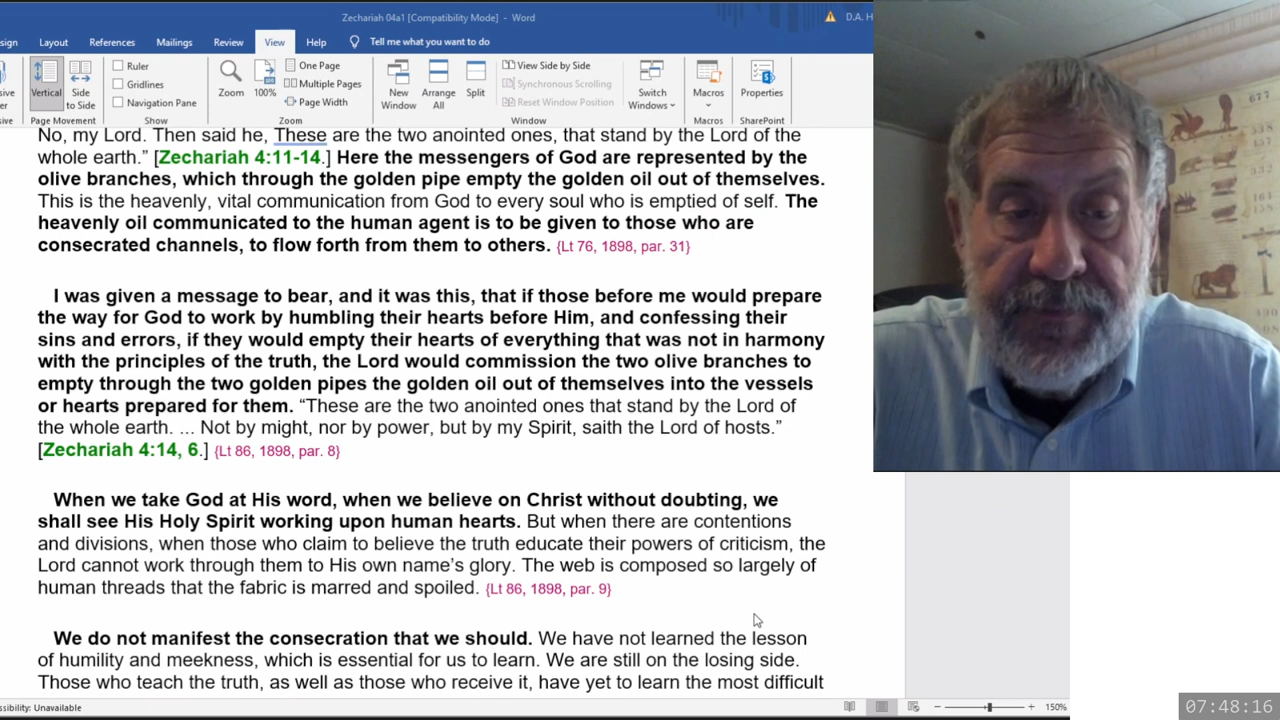 Zechariah 04a1 [Compatibility Mode] - Word
D.A. H
sign Layout References Mailings Review View Help Tell me what you want to do
Vertical
Side to Side
Page Movement
Ruler
Gridlines
Navigation Pane
Show
Zoom
100%
One Page
Multiple Pages
Page Width
Zoom
New Window
Arrange All
Split
View Side by Side
Synchronous Scrolling
Reset Window Position
Window
Switch Windows
Macros
Macros
Properties
SharePoint
No, my Lord. Then said he, These are the two anointed ones, that stand by the Lord of the
whole earth.” [Zechariah 4:11-14.] Here the messengers of God are represented by the
olive branches, which through the golden pipe empty the golden oil out of themselves.
This is the heavenly, vital communication from God to every soul who is emptied of self. The
heavenly oil communicated to the human agent is to be given to those who are
consecrated channels, to flow forth from them to others. {Lt 76, 1898, par. 31}
I was given a message to bear, and it was this, that if those before me would prepare
the way for God to work by humbling their hearts before Him, and confessing their
sins and errors, if they would empty their hearts of everything that was not in harmony
with the principles of the truth, the Lord would commission the two olive branches to
empty through the two golden pipes the golden oil out of themselves into the vessels
or hearts prepared for them. “These are the two anointed ones that stand by the Lord of
the whole earth. ... Not by might, nor by power, but by my Spirit, saith the Lord of hosts.”
[Zechariah 4:14, 6.] {Lt 86, 1898, par. 8}
When we take God at His word, when we believe on Christ without doubting, we
shall see His Holy Spirit working upon human hearts. But when there are contentions
and divisions, when those who claim to believe the truth educate their powers of criticism, the
Lord cannot work through them to His own name’s glory. The web is composed so largely of
human threads that the fabric is marred and spoiled. {Lt 86, 1898, par. 9}
We do not manifest the consecration that we should. We have not learned the lesson
of humility and meekness, which is essential for us to learn. We are still on the losing side.
Those who teach the truth, as well as those who receive it, have yet to learn the most difficult
ssibility: Unavailable
150%
677
07:48:16